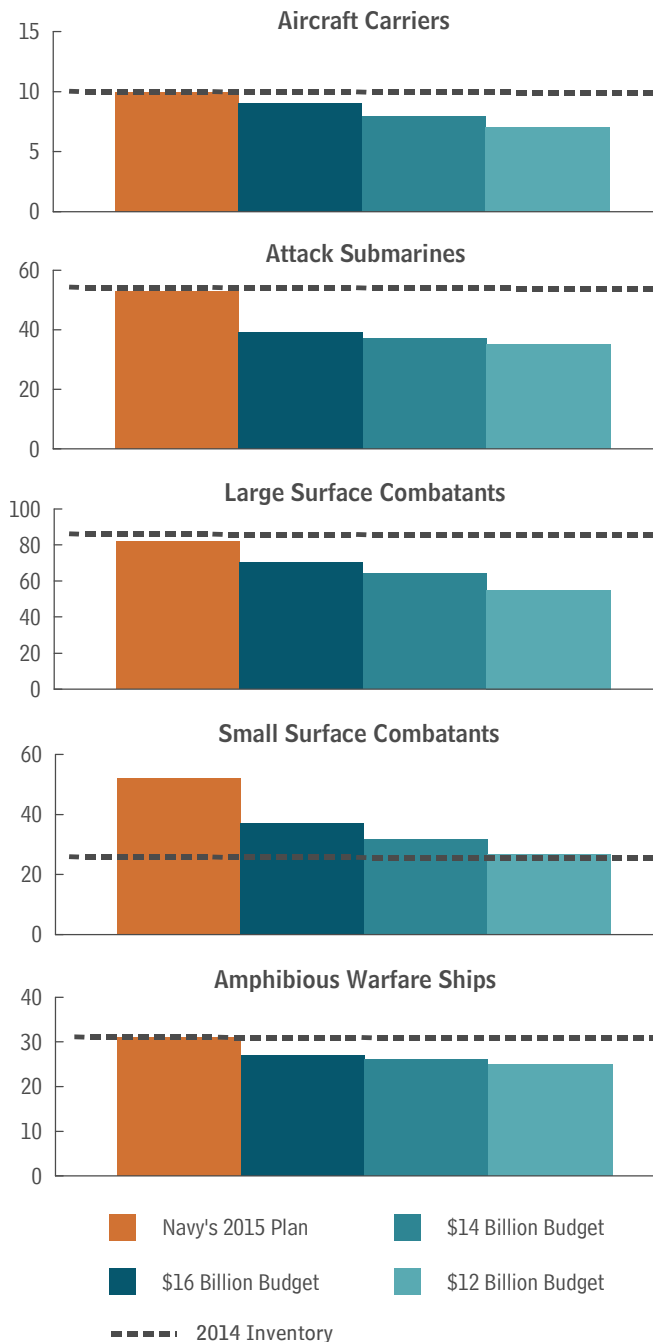 Aircraft Carriers
15
10
5
0
Attack Submarines
60
40
20
0
Large Surface Combatants
100
80
60
40
20
0
Small Surface Combatants
60
40
20
0
Amphibious Warfare Ships
40
30
20
10
0
Navy's 2015 Plan
$14 Billion Budget
$16 Billion Budget
$12 Billion Budget
2014 Inventory